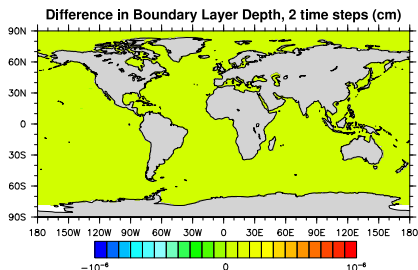 Difference in Boundary Layer Depth, 2 time steps (cm)
90N
60N
30N
0
30S
60S
90S
180 150W 120W 90W 60W 30W 0 30E 60E 90E 120E 150E 180
−10⁻⁶ 0 10⁻⁶